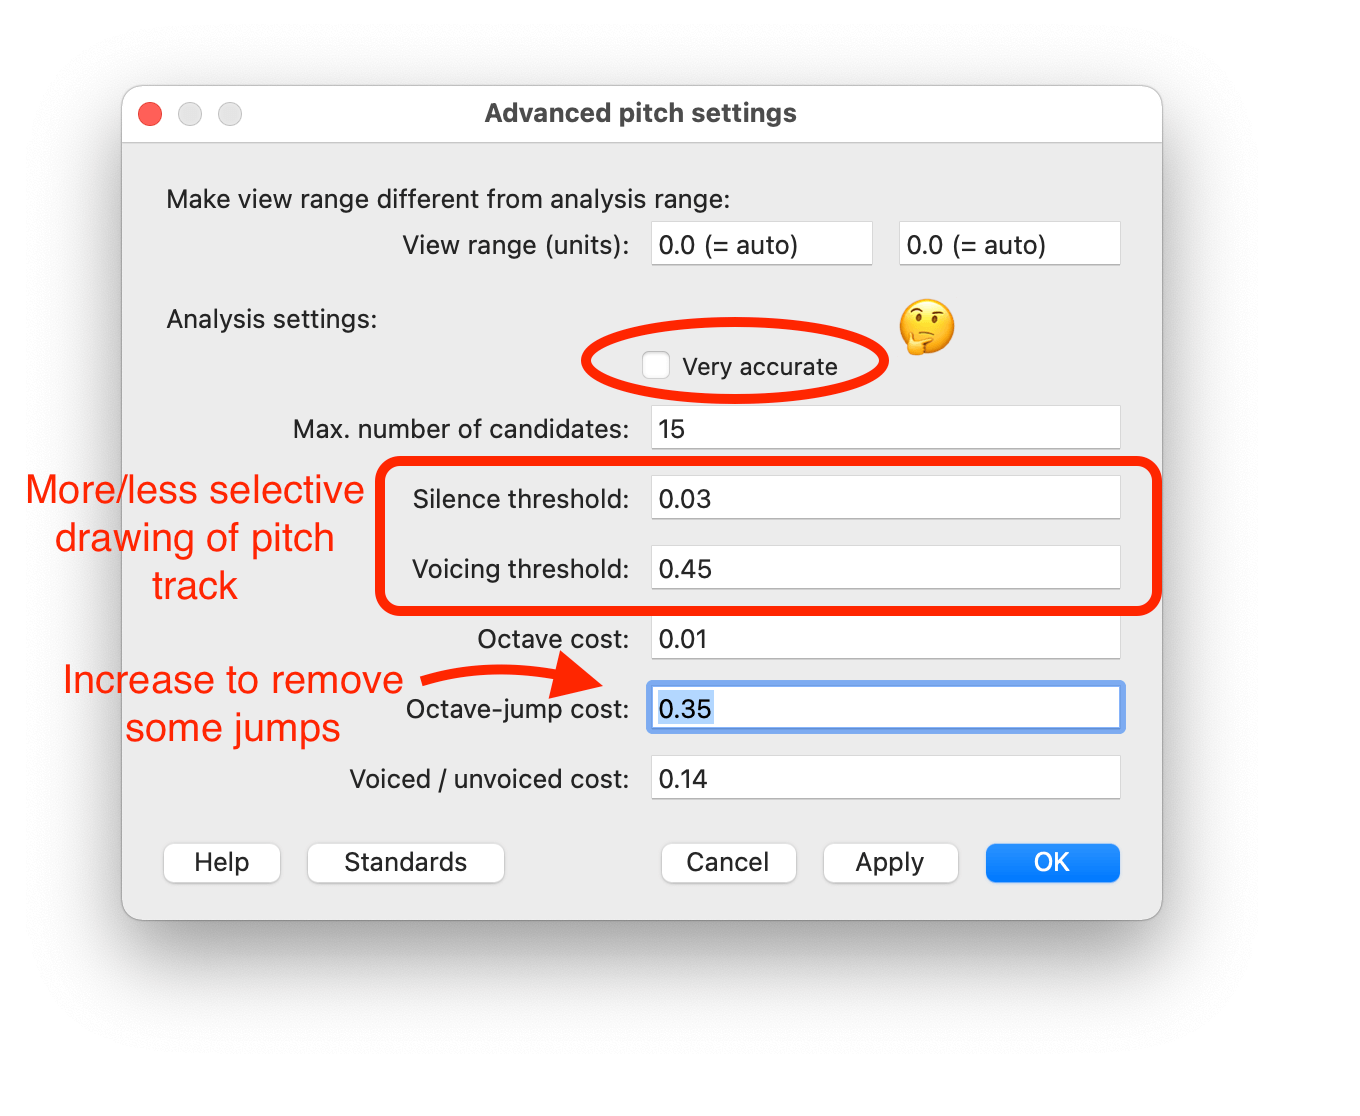 Advanced pitch settings
Make view range different from analysis range:
View range (units): 0.0 (= auto) 0.0 (= auto)
Analysis settings:
Very accurate
Max. number of candidates: 15
More/less selective
drawing of pitch
track
Silence threshold: 0.03
Voicing threshold: 0.45
Octave cost: 0.01
Increase to remove
some jumps
Octave-jump cost: 0.35
Voiced / unvoiced cost: 0.14
Help Standards Cancel Apply OK